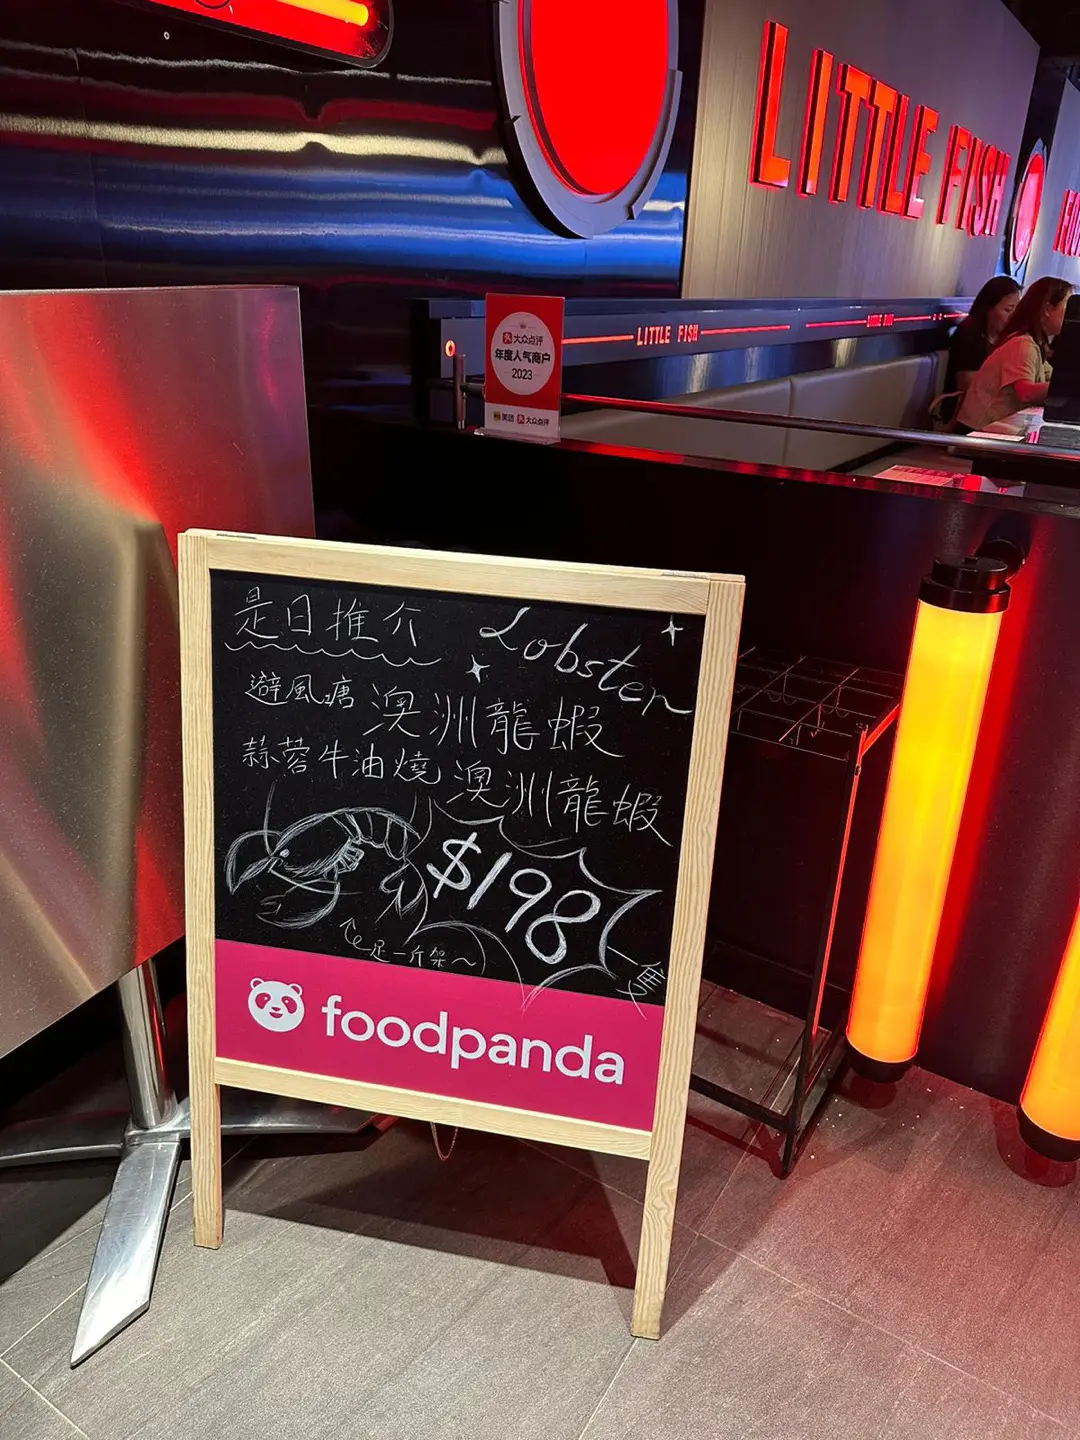 LITTLE FISH
LITTLE FISH
大众点评
年度人气商户
2023
美团 大众点评
是日推介
Lobster
避風塘 澳洲龍蝦
蒜蓉牛油燒 澳洲龍蝦
$198
一隻
足一斤架~
foodpanda